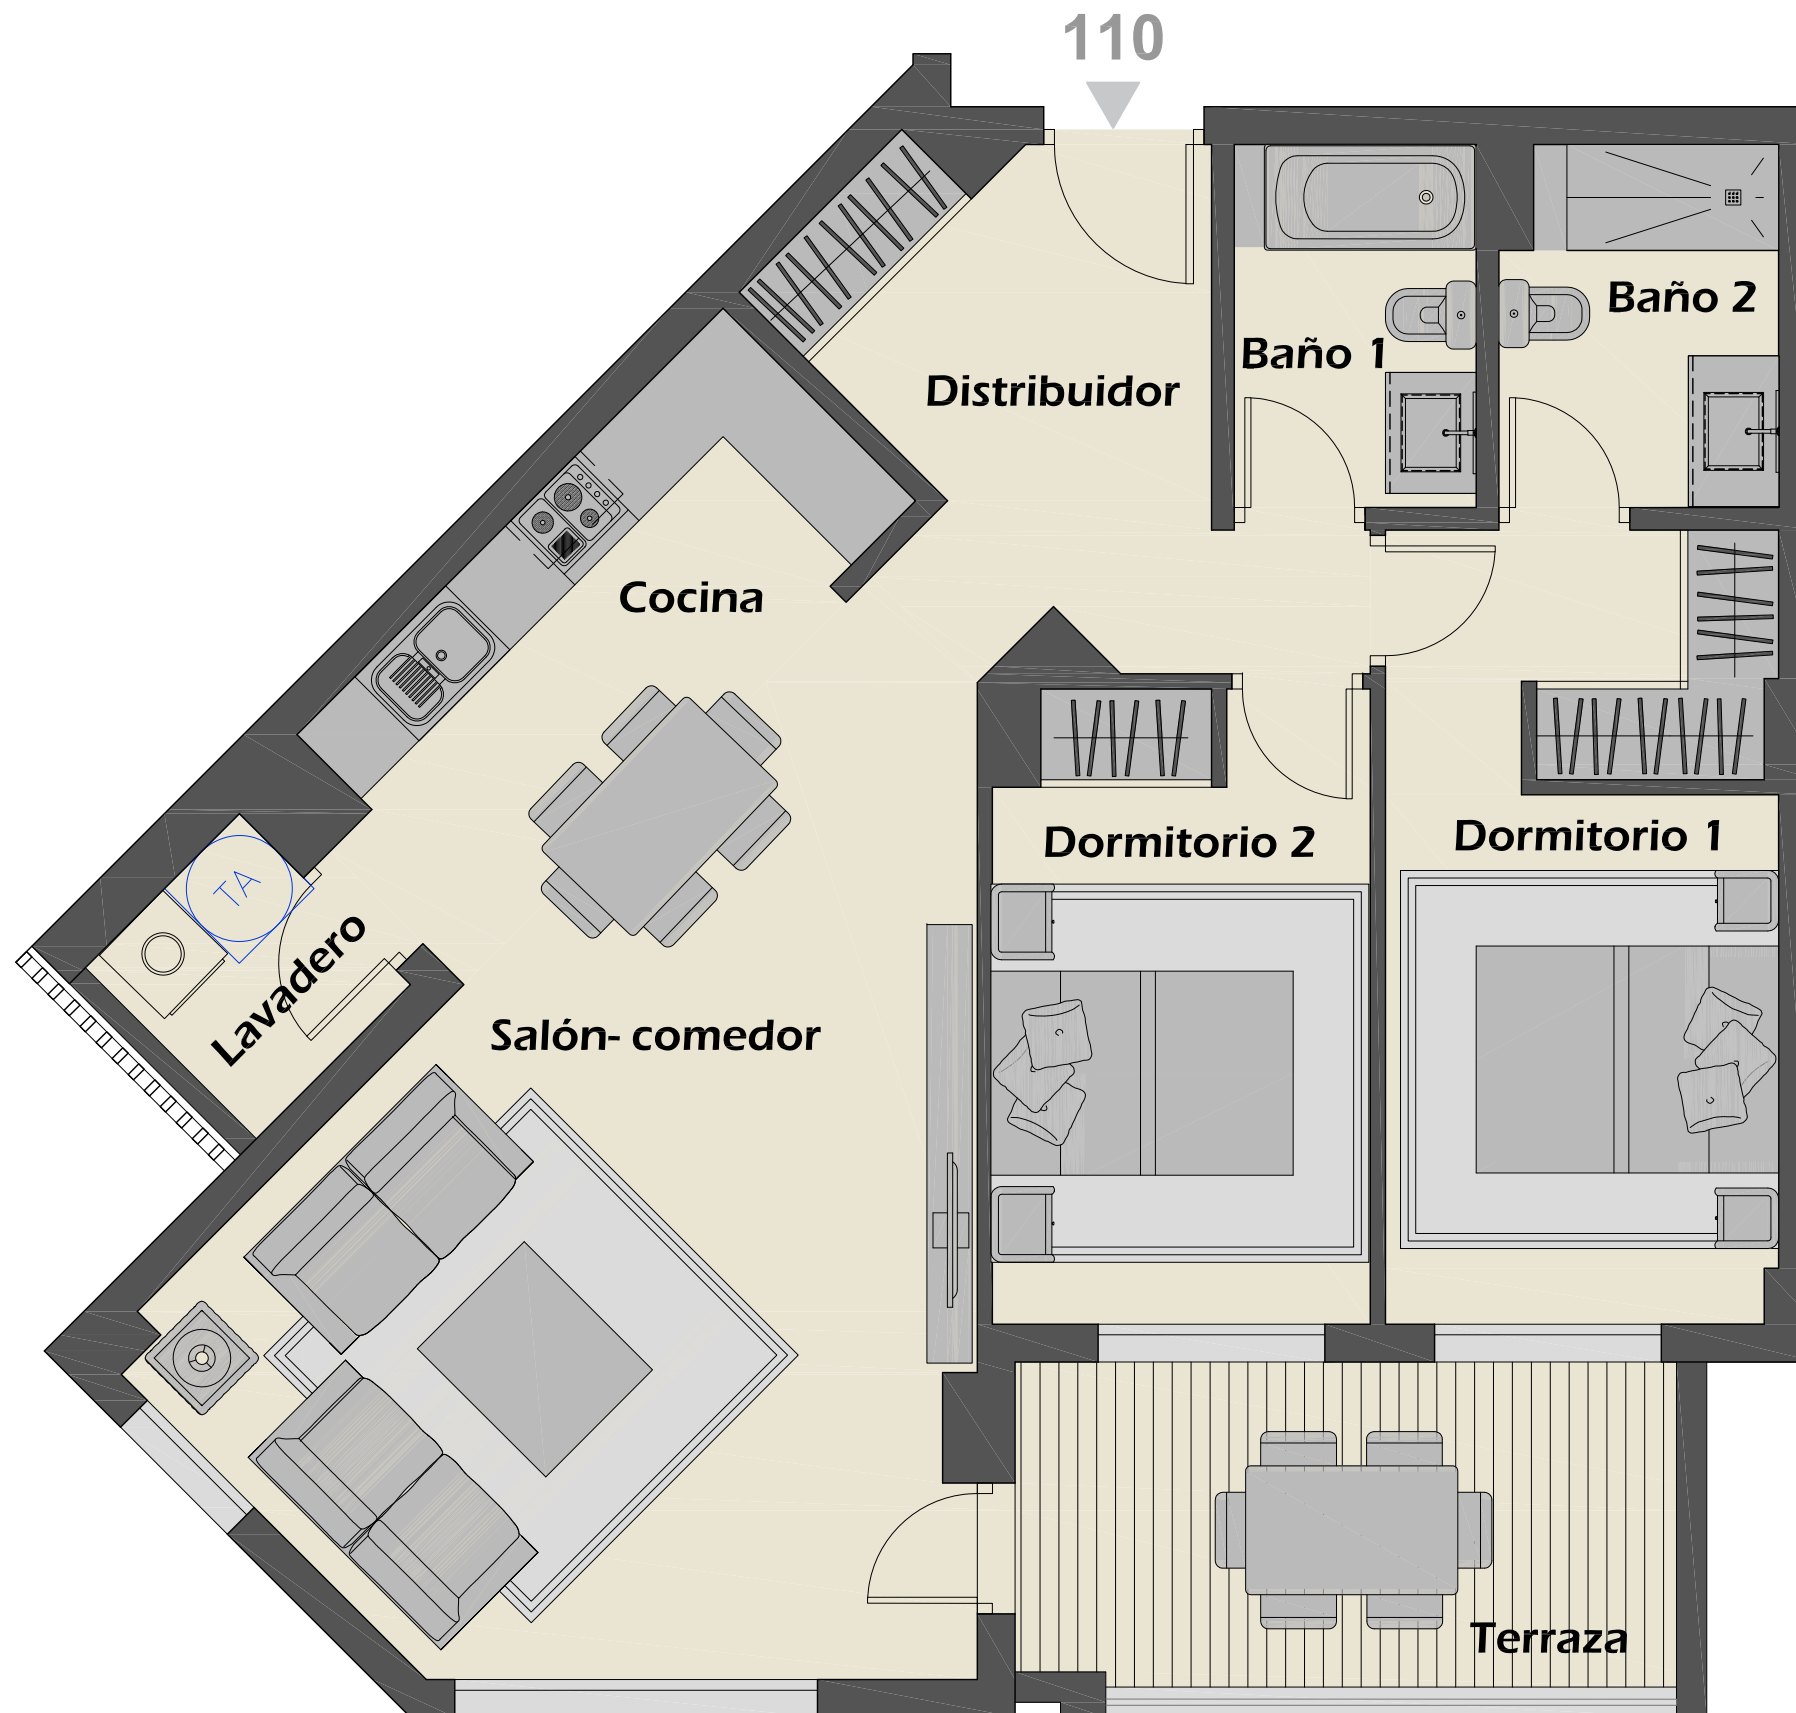 110
Baño 2
Baño 1
Distribuidor
Cocina
Dormitorio 2
Dormitorio 1
TA
Lavadero
Salón- comedor
Terraza